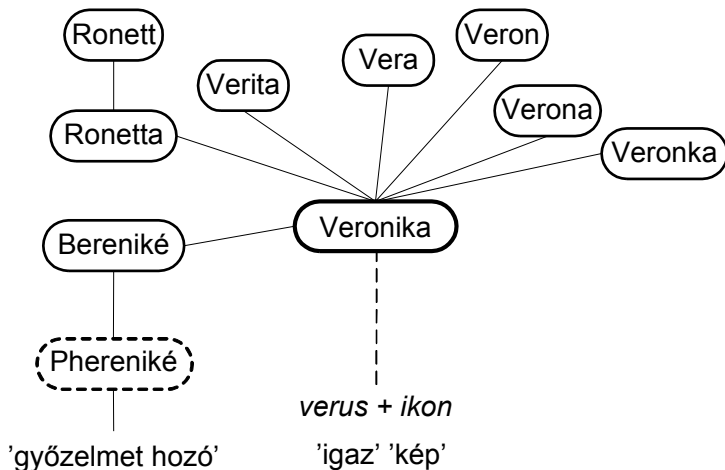 Ronett
Veron
Vera
Verita
Verona
Ronetta
Veronka
Veronika
Bereniké
Phereniké
verus + ikon
’győzelmet hozó’
’igaz’ ’kép’